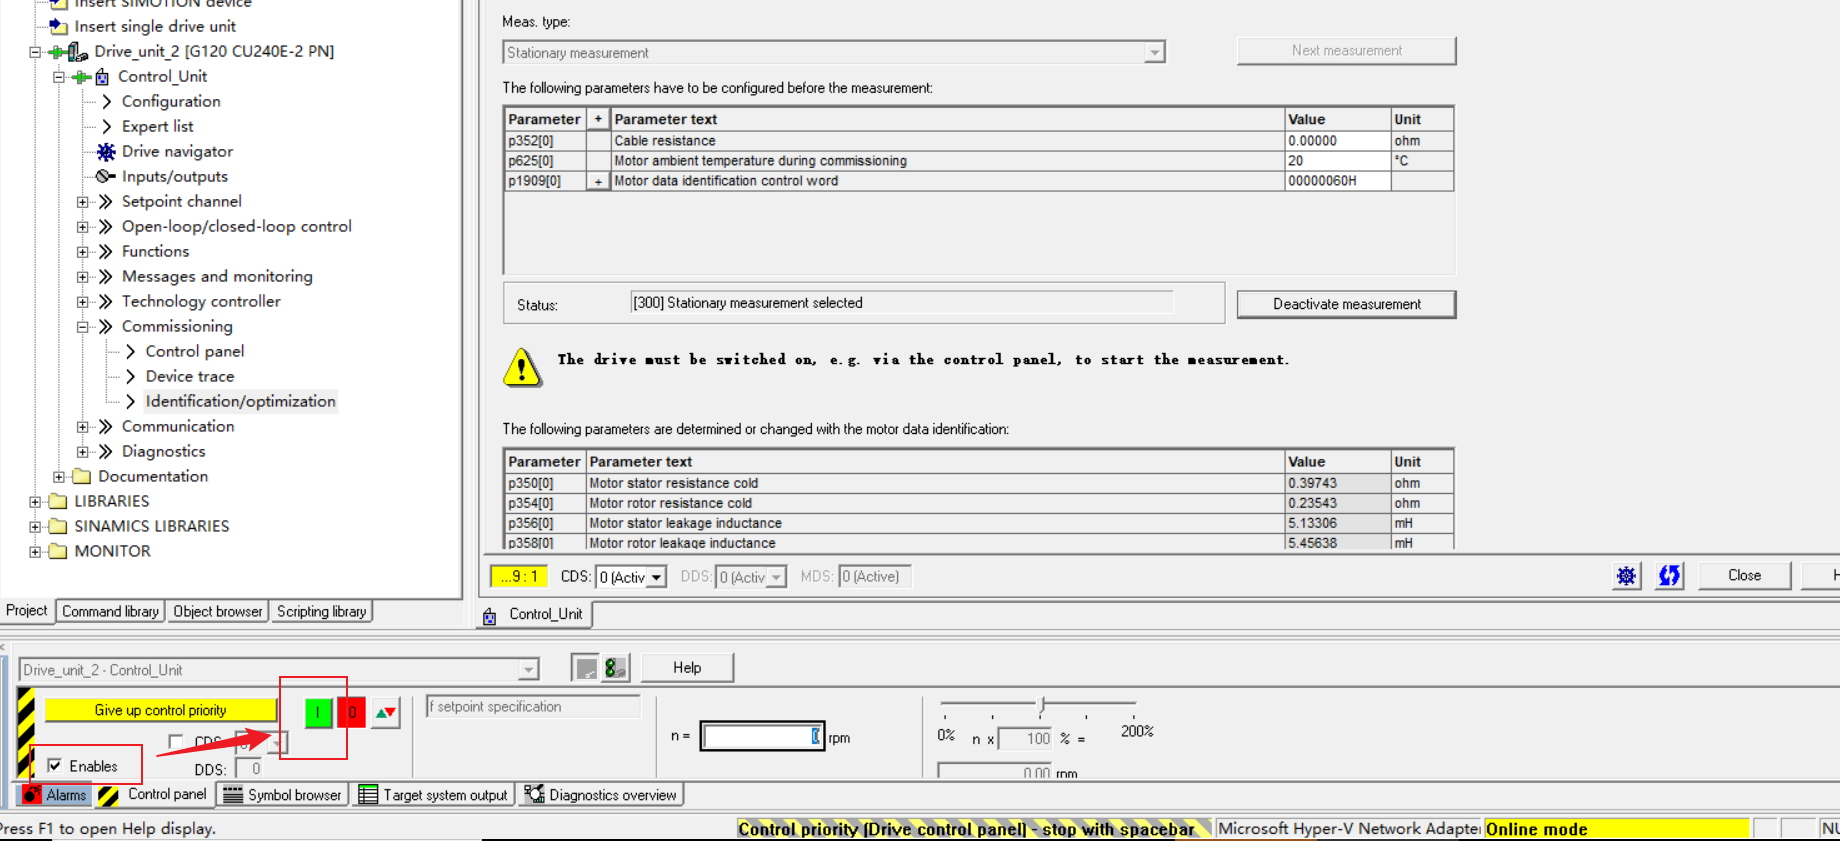 Insert SIMOTION device
Insert single drive unit
Drive_unit_2 [G120 CU240E-2 PN]
Control_Unit
Configuration
Expert list
Drive navigator
Inputs/outputs
Setpoint channel
Open-loop/closed-loop control
Functions
Messages and monitoring
Technology controller
Commissioning
Control panel
Device trace
Identification/optimization
Communication
Diagnostics
Documentation
LIBRARIES
SINAMICS LIBRARIES
MONITOR
Project Command library Object browser Scripting library
Meas. type:
Stationary measurement Next measurement
The following parameters have to be configured before the measurement:
Parameter + Parameter text Value Unit
p352[0] Cable resistance 0.00000 ohm
p625[0] Motor ambient temperature during commissioning 20 °C
p1909[0] + Motor data identification control word 00000060H
Status: [300] Stationary measurement selected Deactivate measurement
The drive must be switched on, e.g. via the control panel, to start the measurement.
The following parameters are determined or changed with the motor data identification:
Parameter Parameter text Value Unit
p350[0] Motor stator resistance cold 0.39743 ohm
p354[0] Motor rotor resistance cold 0.23543 ohm
p356[0] Motor stator leakage inductance 5.13306 mH
p358[0] Motor rotor leakage inductance 5.45638 mH
...9 : 1 CDS: 0 (Activ DDS: 0 (Activ MDS: 0 (Active) Close H
Control_Unit
Drive_unit_2 - Control_Unit Help
Give up control priority I 0 f setpoint specification
n = 0 rpm
0% n x 100 % = 200%
CDS:
Enables DDS: 0
0.00 rpm
Alarms Control panel Symbol browser Target system output Diagnostics overview
Press F1 to open Help display. Control priority [Drive control panel] - stop with spacebar Microsoft Hyper-V Network Adapte Online mode NU